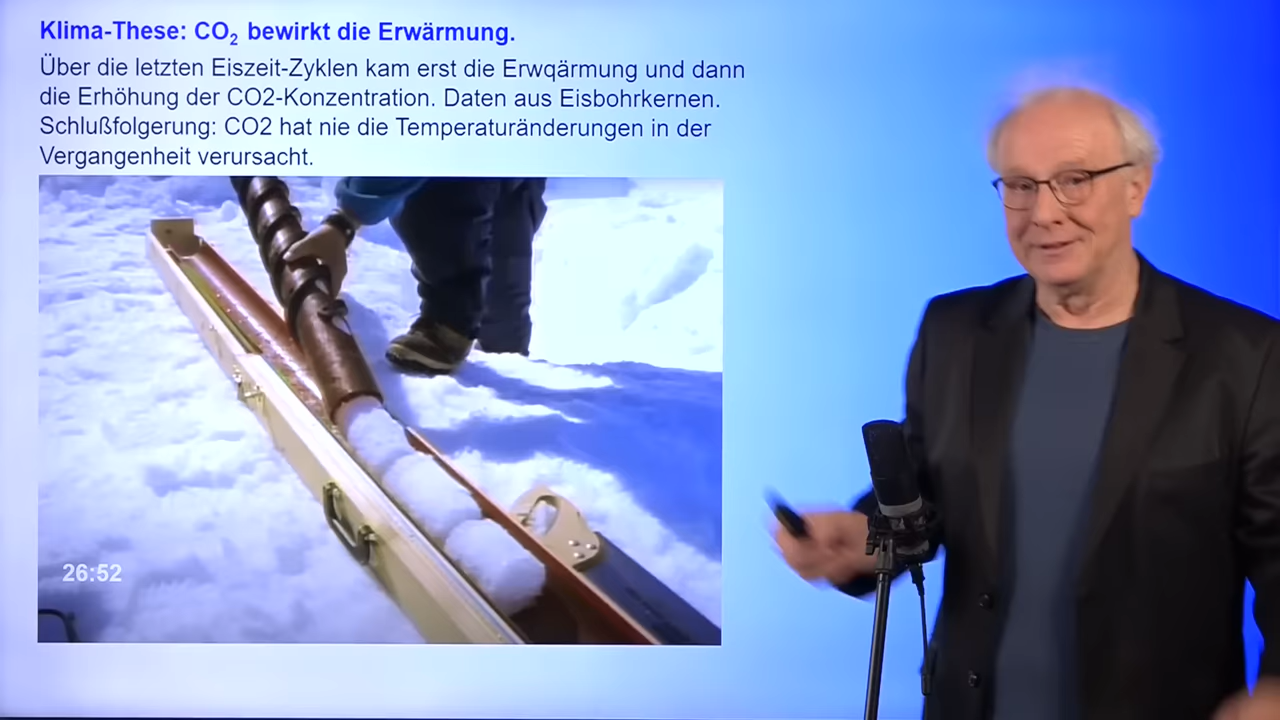 Klima-These: CO₂ bewirkt die Erwärmung.
Über die letzten Eiszeit-Zyklen kam erst die Erwqärmung und dann
die Erhöhung der CO2-Konzentration. Daten aus Eisbohrkernen.
Schlußfolgerung: CO2 hat nie die Temperaturänderungen in der
Vergangenheit verursacht.
26:52